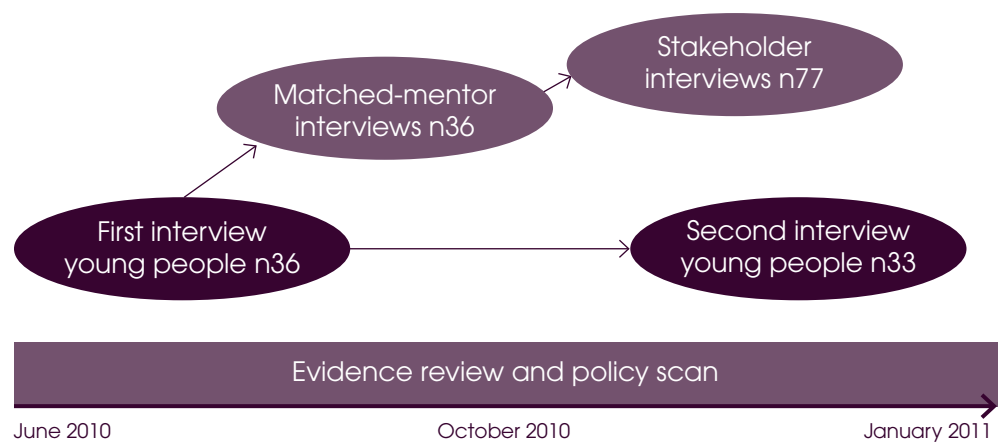 Stakeholder
interviews n77
Matched-mentor
interviews n36
First interview
young people n36
Second interview
young people n33
Evidence review and policy scan
June 2010
October 2010
January 2011